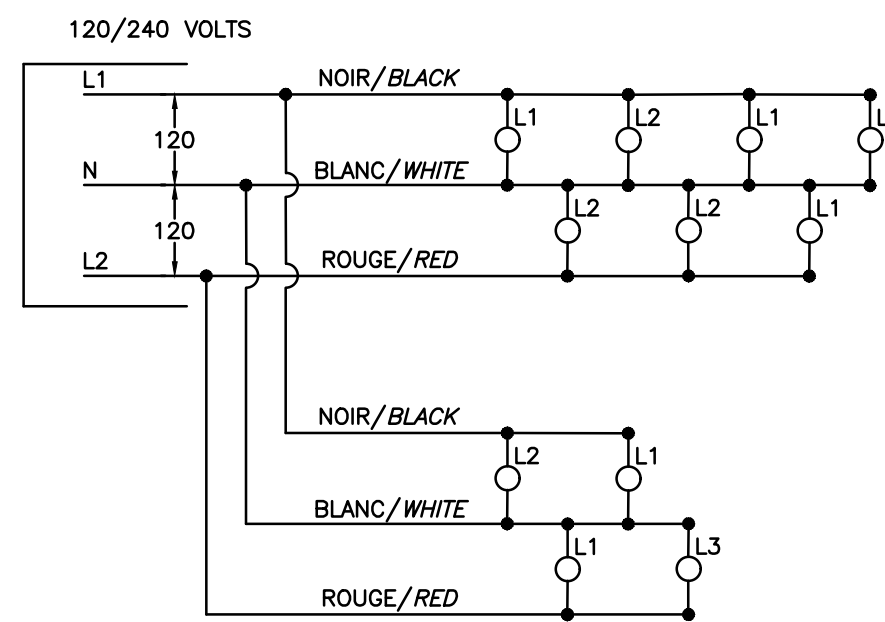 120/240 VOLTS
L1
NOIR/BLACK
L1
L2
L1
L
120
N
BLANC/WHITE
L2
L2
L1
120
L2
ROUGE/RED
NOIR/BLACK
L2
L1
BLANC/WHITE
L1
L3
ROUGE/RED